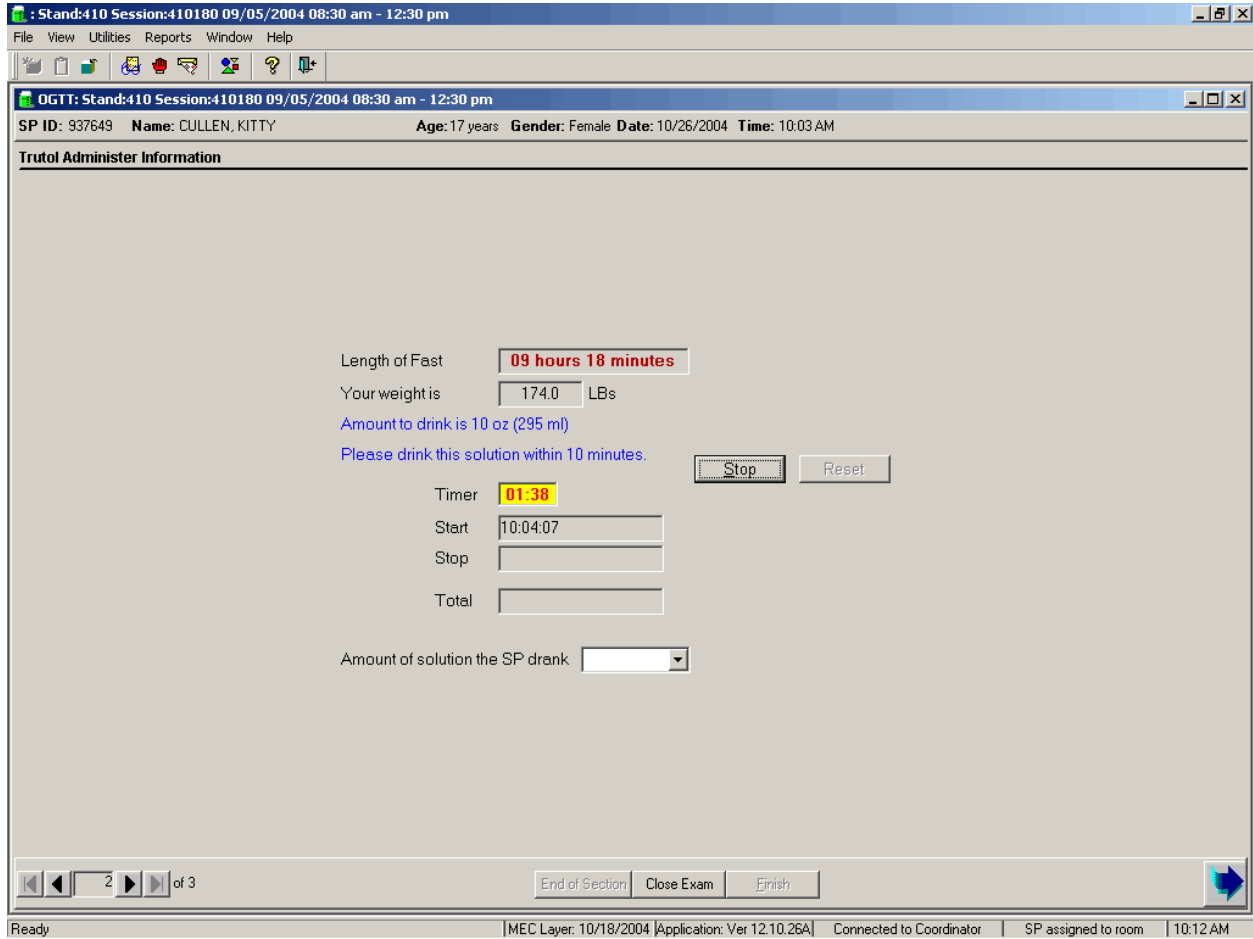 : Stand:410 Session:410180 09/05/2004 08:30 am - 12:30 pm
File View Utilities Reports Window Help
OGTT: Stand:410 Session:410180 09/05/2004 08:30 am - 12:30 pm
SP ID: 937649 Name: CULLEN, KITTY Age: 17 years Gender: Female Date: 10/26/2004 Time: 10:03 AM
Trutol Administer Information
Length of Fast 09 hours 18 minutes
Your weight is 174.0 LBs
Amount to drink is 10 oz (295 ml)
Please drink this solution within 10 minutes.
Stop Reset
Timer 01:38
Start 10:04:07
Stop
Total
Amount of solution the SP drank
2 of 3 End of Section Close Exam Finish
Ready MEC Layer: 10/18/2004 Application: Ver 12.10.26A Connected to Coordinator SP assigned to room 10:12 AM